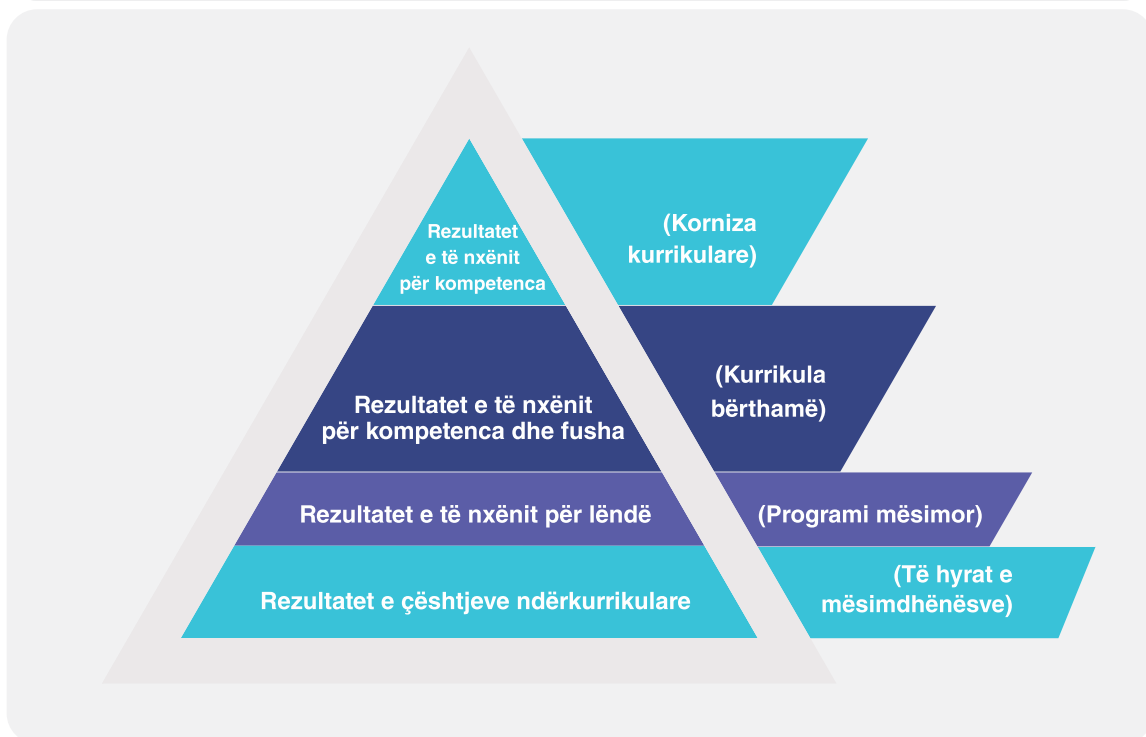 Rezultatet
e të nxënit
për kompetenca
(Korniza
kurrikulare)
Rezultatet e të nxënit
për kompetenca dhe fusha
(Kurrikula
bërthamë)
Rezultatet e të nxënit për lëndë
(Programi mësimor)
Rezultatet e çështjeve ndërkurrikulare
(Të hyrat e
mësimdhënësve)